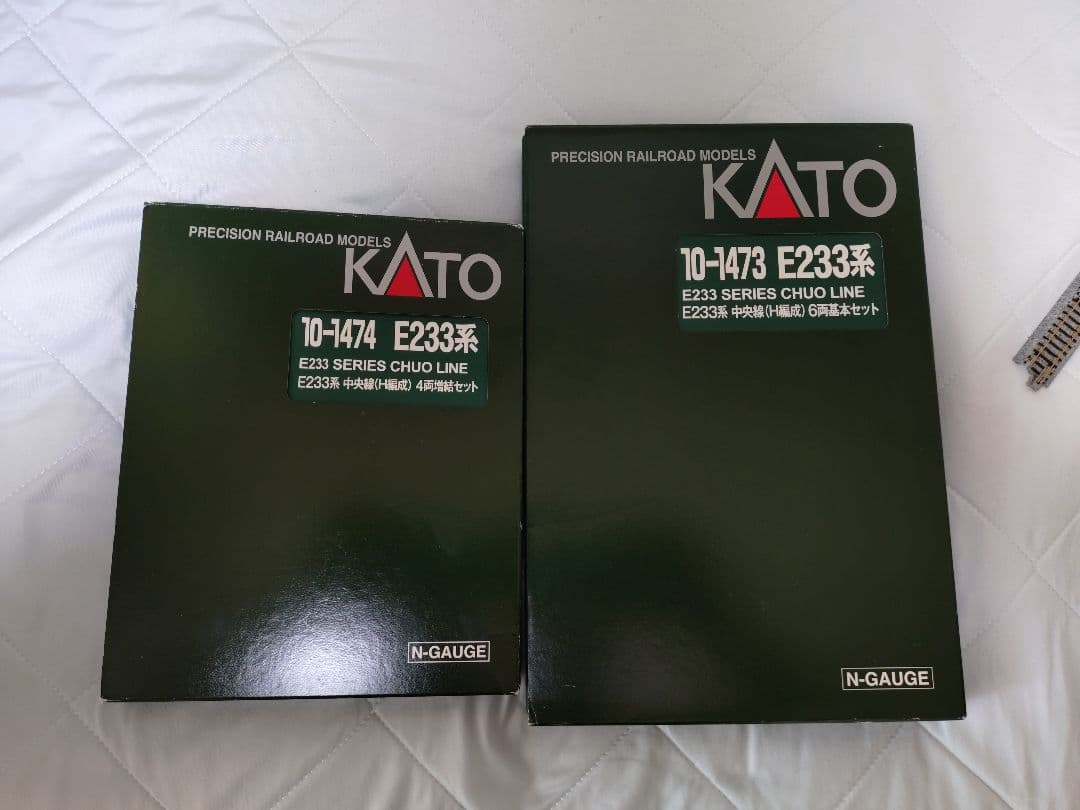 PRECISION RAILROAD MODELS
KATO
10-1474 E233系
E233 SERIES CHUO LINE
E233系 中央線(H編成) 4両増結セット
N-GAUGE
PRECISION RAILROAD MODELS
KATO
10-1473 E233系
E233 SERIES CHUO LINE
E233系 中央線(H編成) 6両基本セット
N-GAUGE